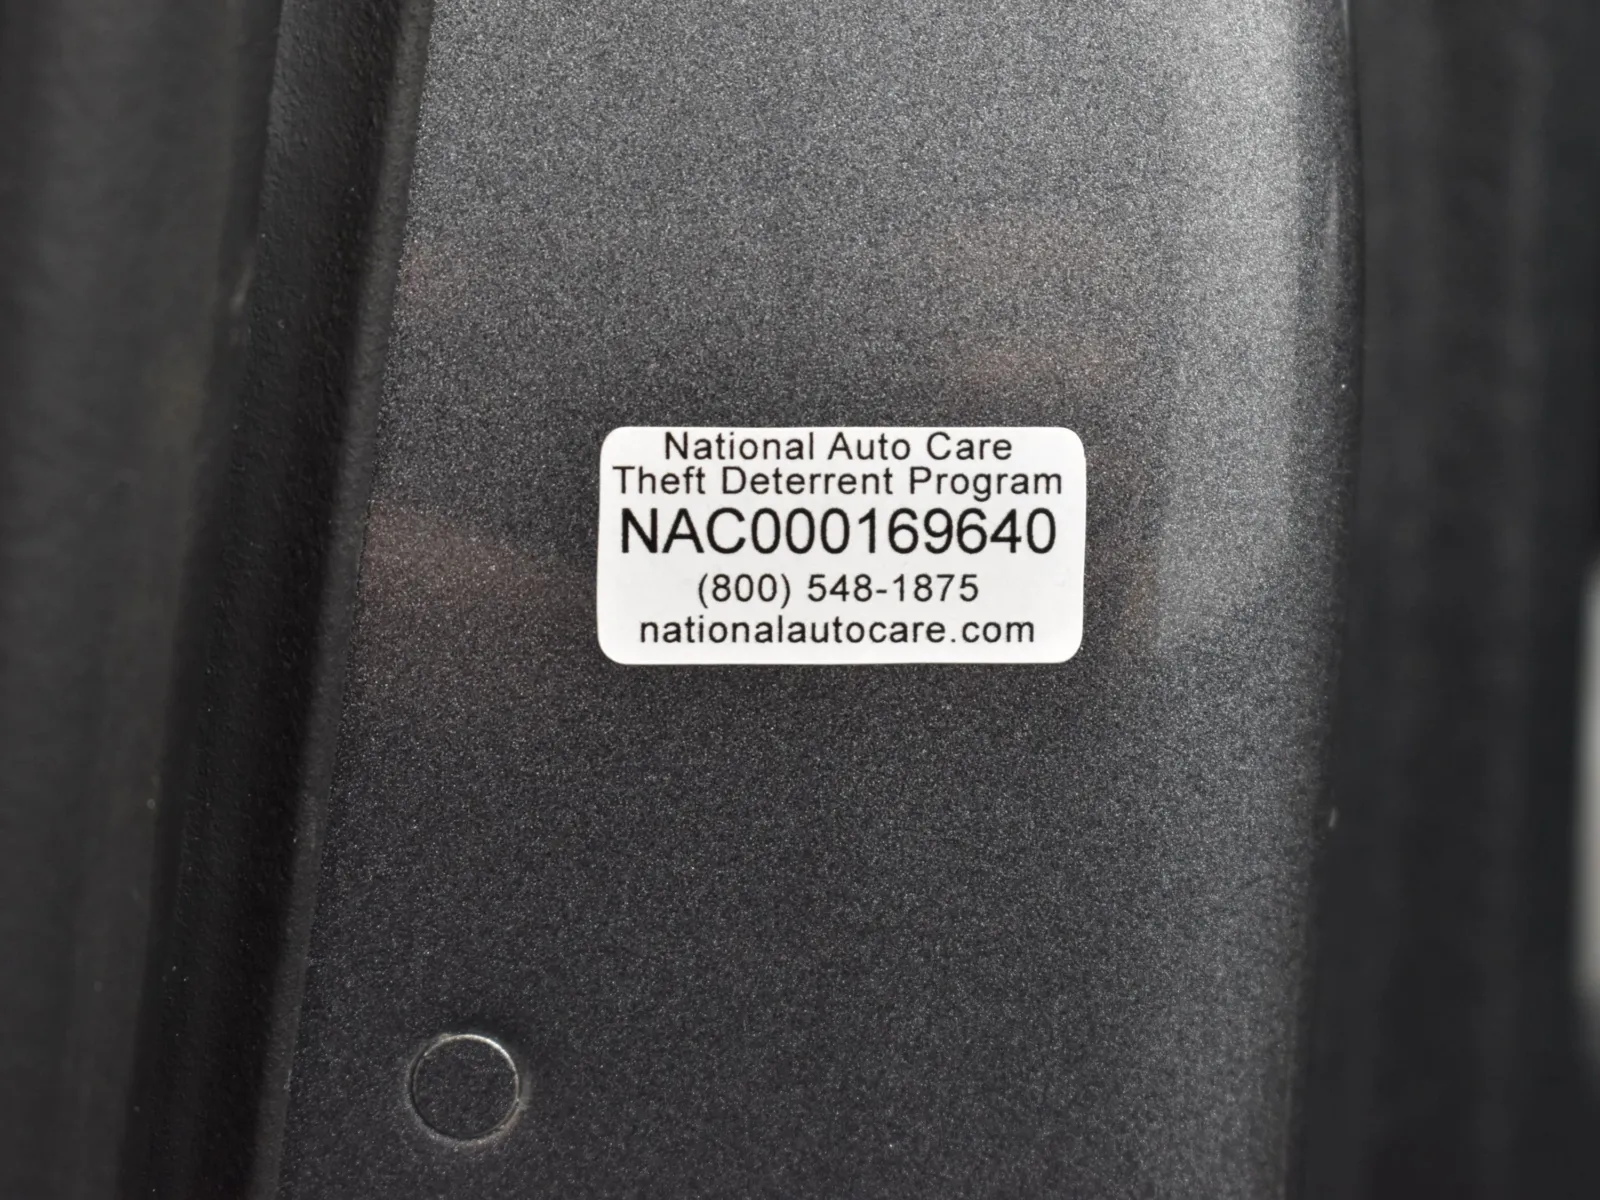 National Auto Care
Theft Deterrent Program
NAC000169640
(800) 548-1875
nationalautocare.com